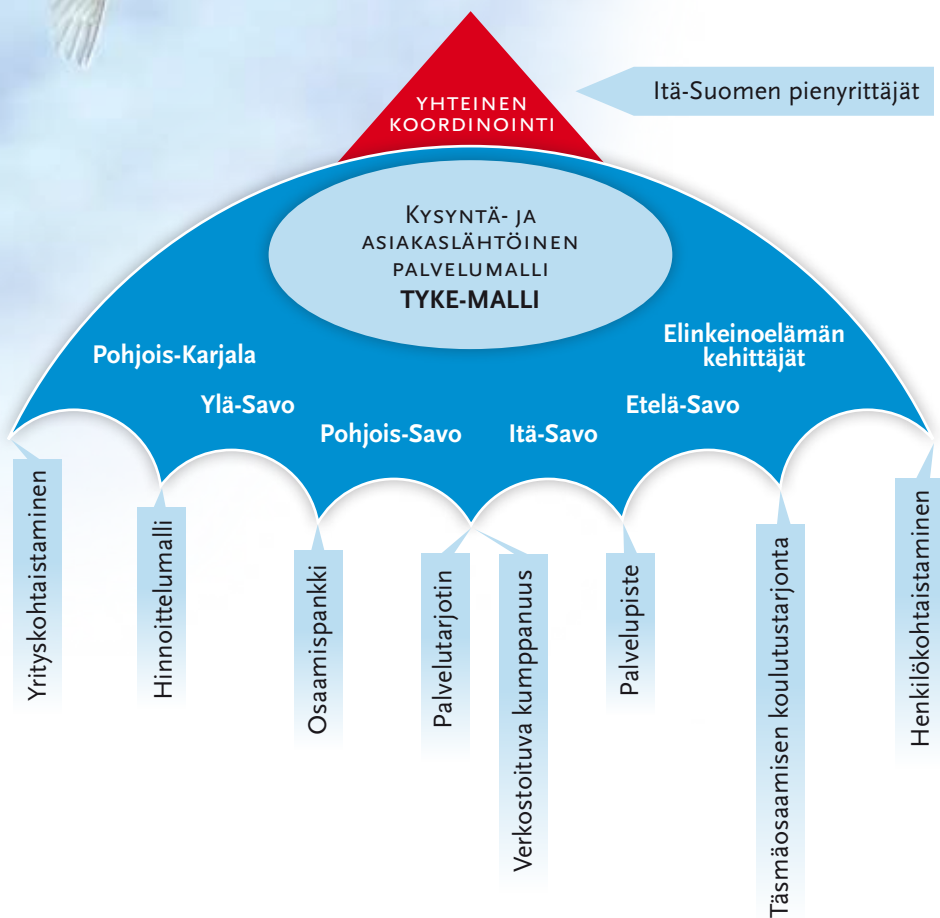 YHTEINEN
KOORDINOINTI
Itä-Suomen pienyrittäjät
Kysyntä- ja
asiakaslähtöinen
palvelumalli
TYKE-MALLI
Pohjois-Karjala
Ylä-Savo
Pohjois-Savo
Itä-Savo
Etelä-Savo
Elinkeinoelämän
kehittäjät
Yrityskohtaistaminen
Hinnoittelumalli
Osaamispankki
Palvelutarjotin
Verkostoituva kumppanuus
Palvelupiste
Täsmäosaamisen koulutustarjonta
Henkilökohtaistaminen